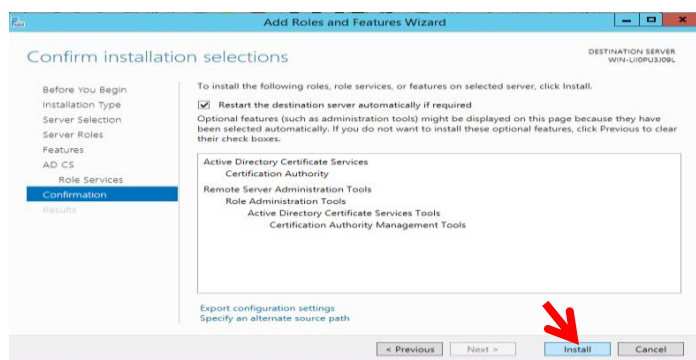 Add Roles and Features Wizard
Confirm installation selections
DESTINATION SERVER
WIN-LII0PU3J09L
Before You Begin
Installation Type
Server Selection
Server Roles
Features
AD CS
Role Services
Confirmation
Results
To install the following roles, role services, or features on selected server, click Install.
Restart the destination server automatically if required
Optional features (such as administration tools) might be displayed on this page because they have
been selected automatically. If you do not want to install these optional features, click Previous to clear
their check boxes.
Active Directory Certificate Services
Certification Authority
Remote Server Administration Tools
Role Administration Tools
Active Directory Certificate Services Tools
Certification Authority Management Tools
Export configuration settings
Specify an alternate source path
< Previous
Next >
Install
Cancel